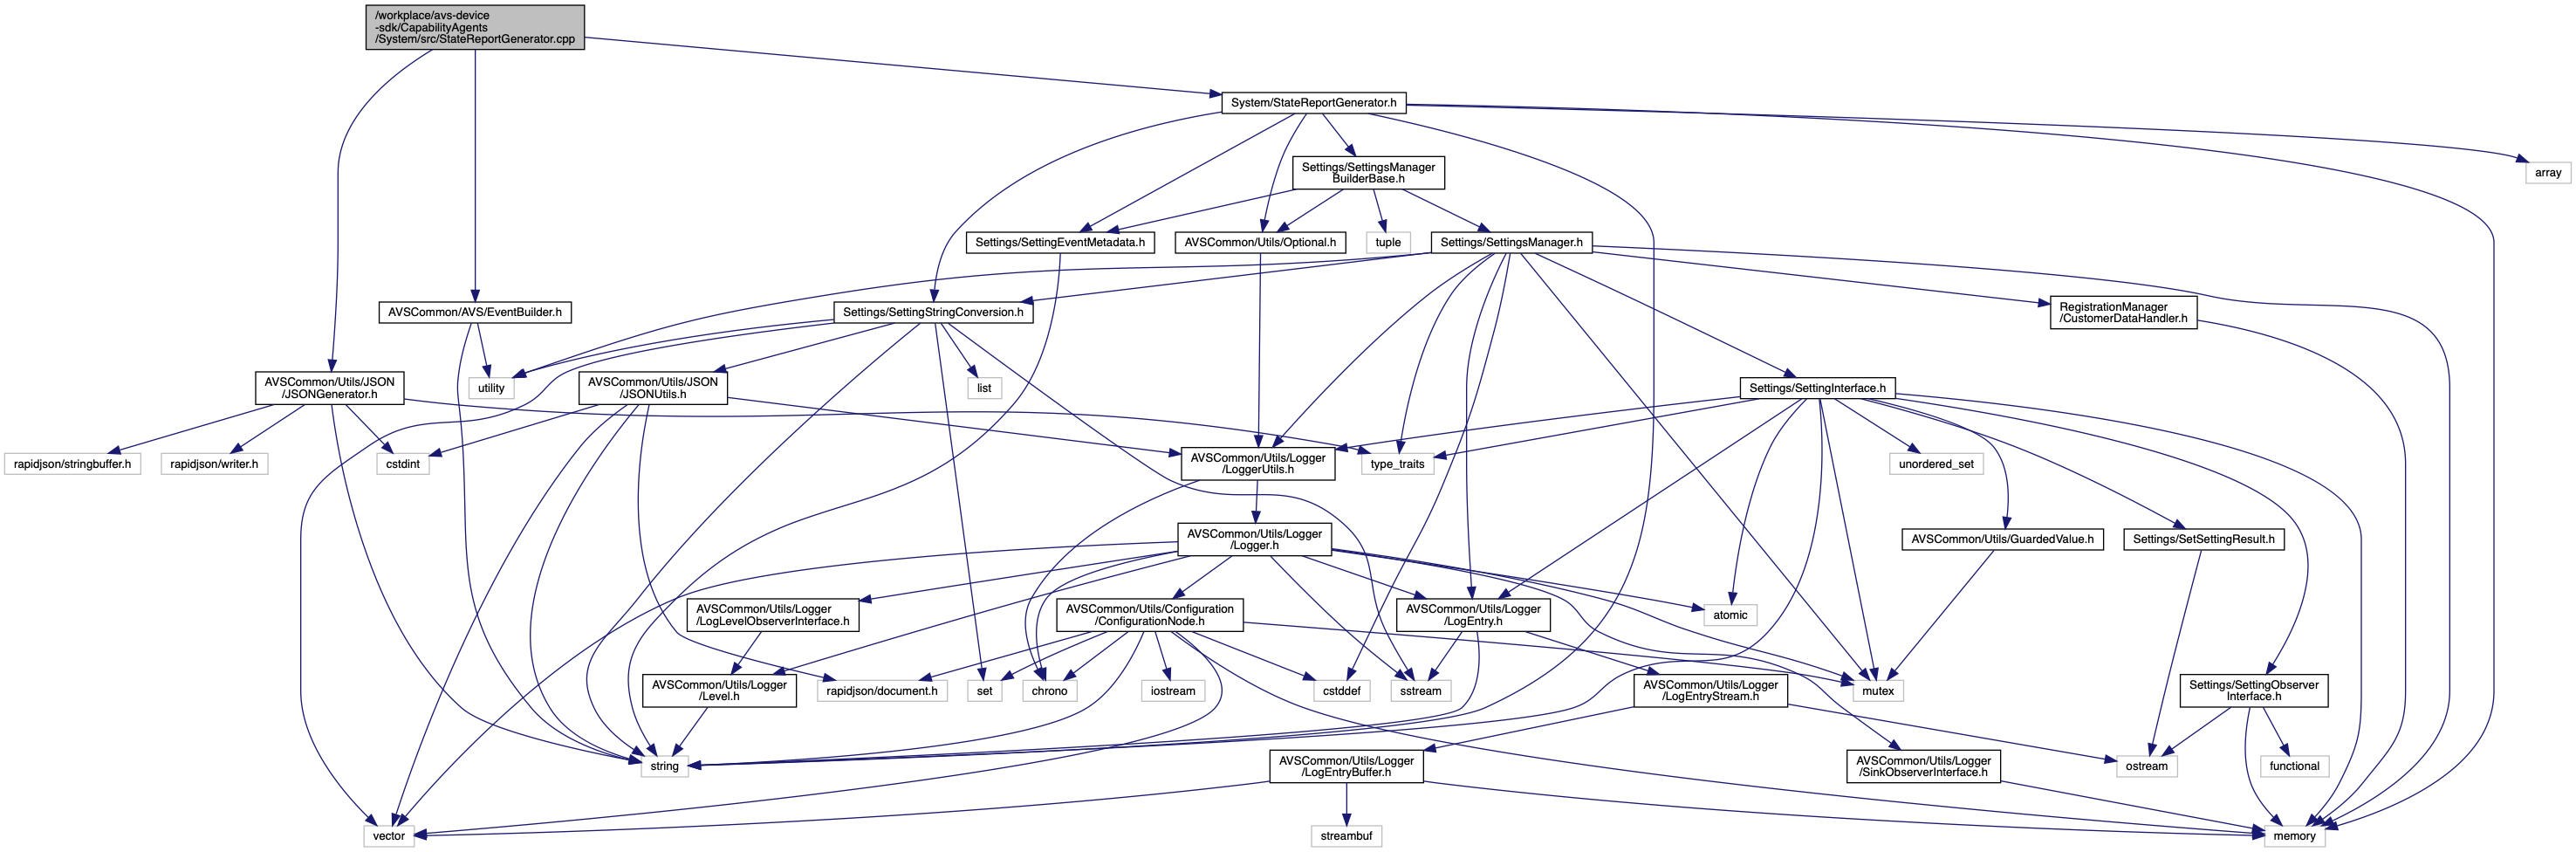 /workplace/avs-device
-sdk/CapabilityAgents
/System/src/StateReportGenerator.cpp
System/StateReportGenerator.h
Settings/SettingsManager
BuilderBase.h
array
Settings/SettingEventMetadata.h
AVSCommon/Utils/Optional.h
tuple
Settings/SettingsManager.h
AVSCommon/AVS/EventBuilder.h
Settings/SettingStringConversion.h
RegistrationManager
/CustomerDataHandler.h
AVSCommon/Utils/JSON
/JSONGenerator.h
utility
AVSCommon/Utils/JSON
/JSONUtils.h
list
Settings/SettingInterface.h
rapidjson/stringbuffer.h
rapidjson/writer.h
cstdint
AVSCommon/Utils/Logger
/LoggerUtils.h
type_traits
unordered_set
AVSCommon/Utils/Logger
/Logger.h
AVSCommon/Utils/GuardedValue.h
Settings/SetSettingResult.h
AVSCommon/Utils/Logger
/LogLevelObserverInterface.h
AVSCommon/Utils/Configuration
/ConfigurationNode.h
AVSCommon/Utils/Logger
/LogEntry.h
atomic
AVSCommon/Utils/Logger
/Level.h
rapidjson/document.h
set
chrono
iostream
cstddef
sstream
AVSCommon/Utils/Logger
/LogEntryStream.h
mutex
Settings/SettingObserver
Interface.h
string
AVSCommon/Utils/Logger
/LogEntryBuffer.h
AVSCommon/Utils/Logger
/SinkObserverInterface.h
ostream
functional
vector
streambuf
memory